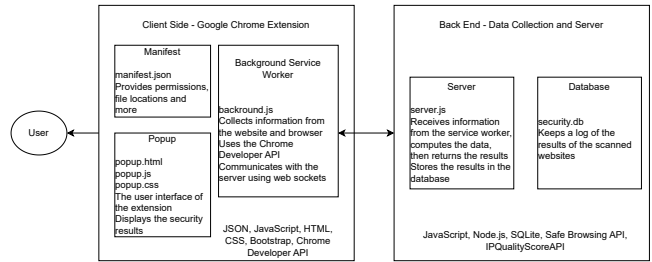 Client Side - Google Chrome Extension
Manifest
manifest.json
Provides permissions,
file locations and
more
Background Service
Worker
backround.js
Collects information from
the website and browser
Uses the Chrome
Developer API
Communicates with the
server using web sockets
User
Popup
popup.html
popup.js
popup.css
The user interface of
the extension
Displays the security
results
JSON, JavaScript, HTML,
CSS, Bootstrap, Chrome
Developer API
Back End - Data Collection and Server
Server
server.js
Receives information
from the service worker,
computes the data,
then returns the results
Stores the results in the
database
Database
security.db
Keeps a log of the
results of the scanned
websites
JavaScript, Node.js, SQLite, Safe Browsing API,
IPQualityScoreAPI